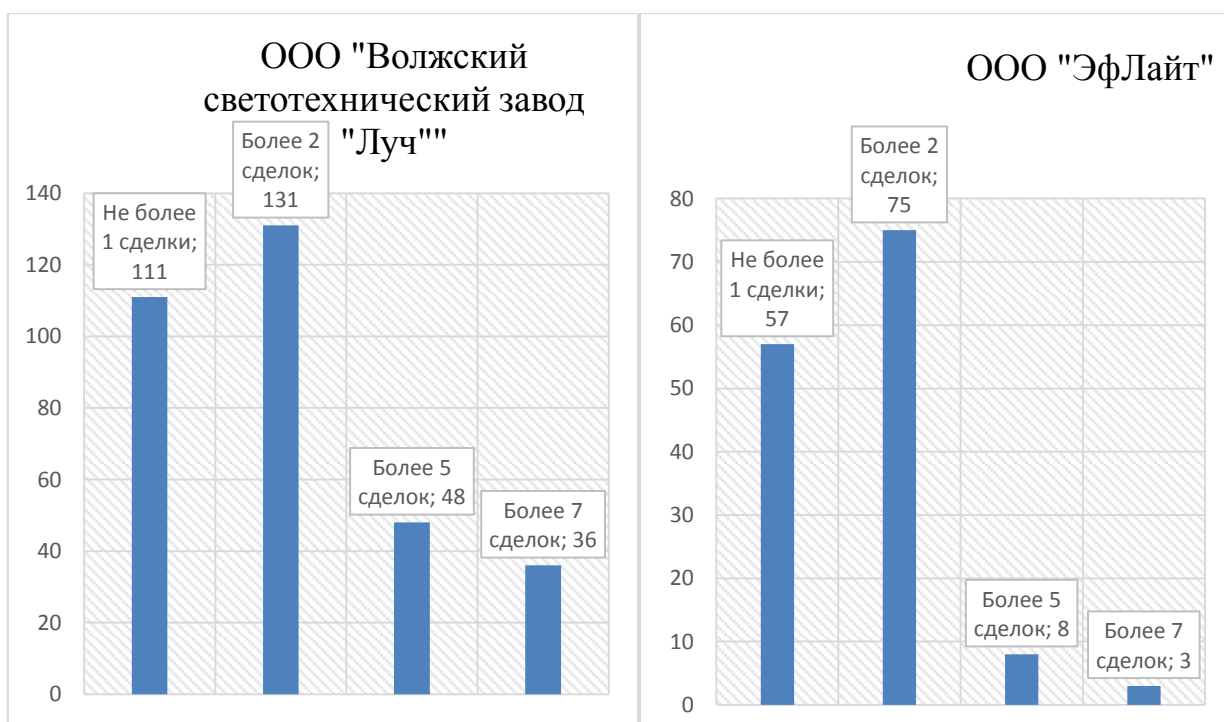 ООО "Волжский
светотехнический завод
"Луч""
Более 2
сделок;
131
Не более
1 сделки;
111
Более 5
сделок; 48
Более 7
сделок; 36
140
120
100
80
60
40
20
0
ООО "ЭфЛайт"
Более 2
сделок;
75
Не более
1 сделки;
57
Более 5
сделок; 8
Более 7
сделок; 3
80
70
60
50
40
30
20
10
0